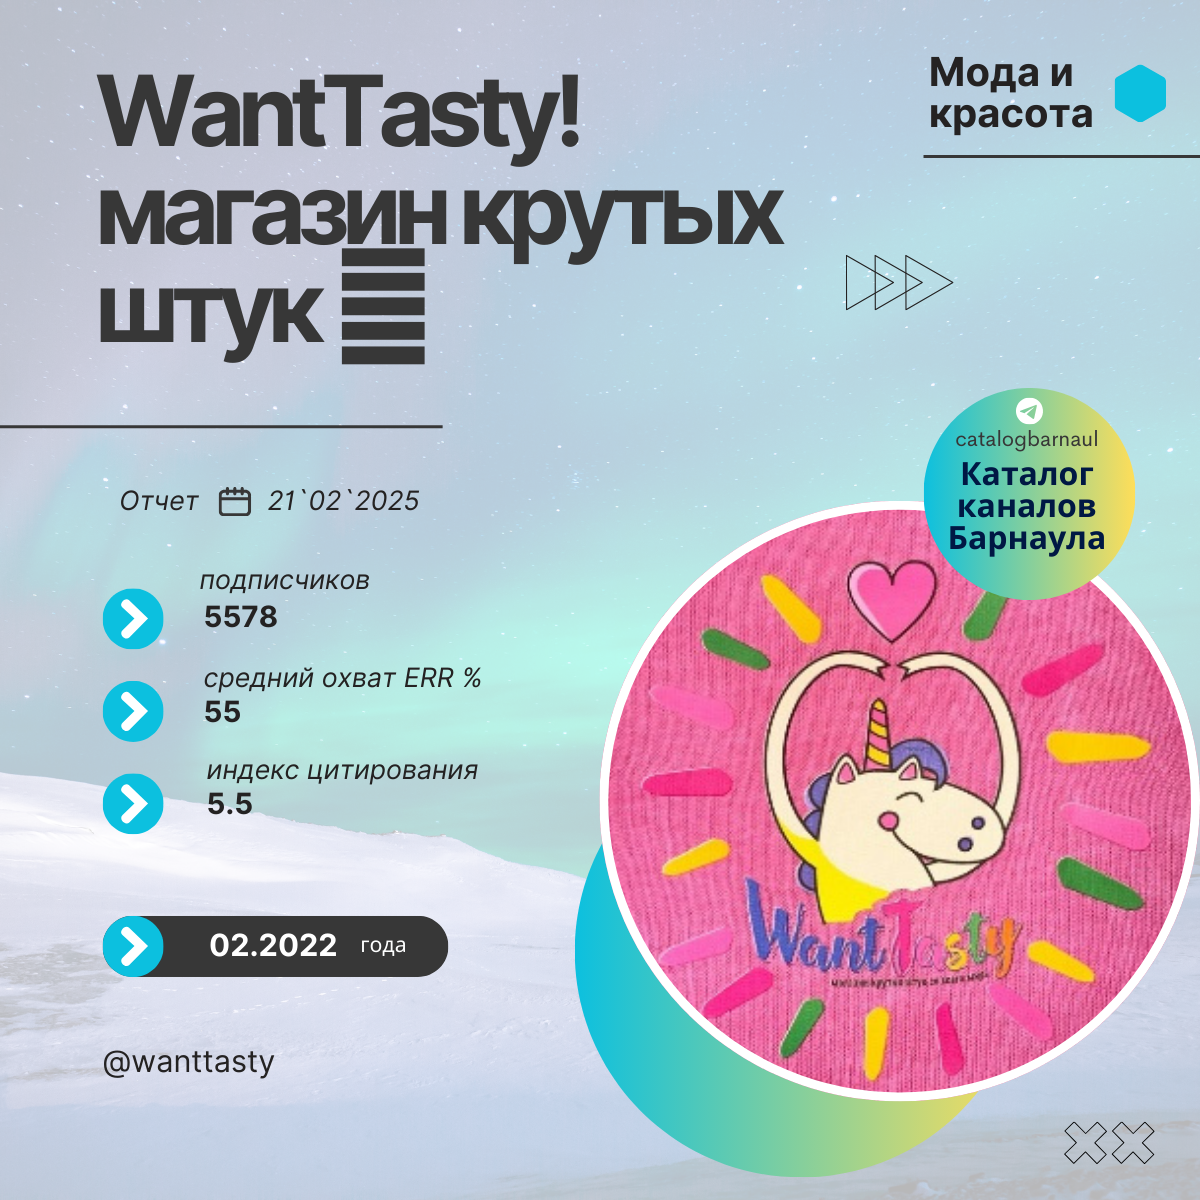 WantTasty!
магазин крутых
штук
Мода и
красота
catalogbarnaul
Каталог
каналов
Барнаула
Отчет 21`02`2025
подписчиков
5578
средний охват ERR %
55
индекс цитирования
5.5
02.2022 года
@wanttasty
WantTasty